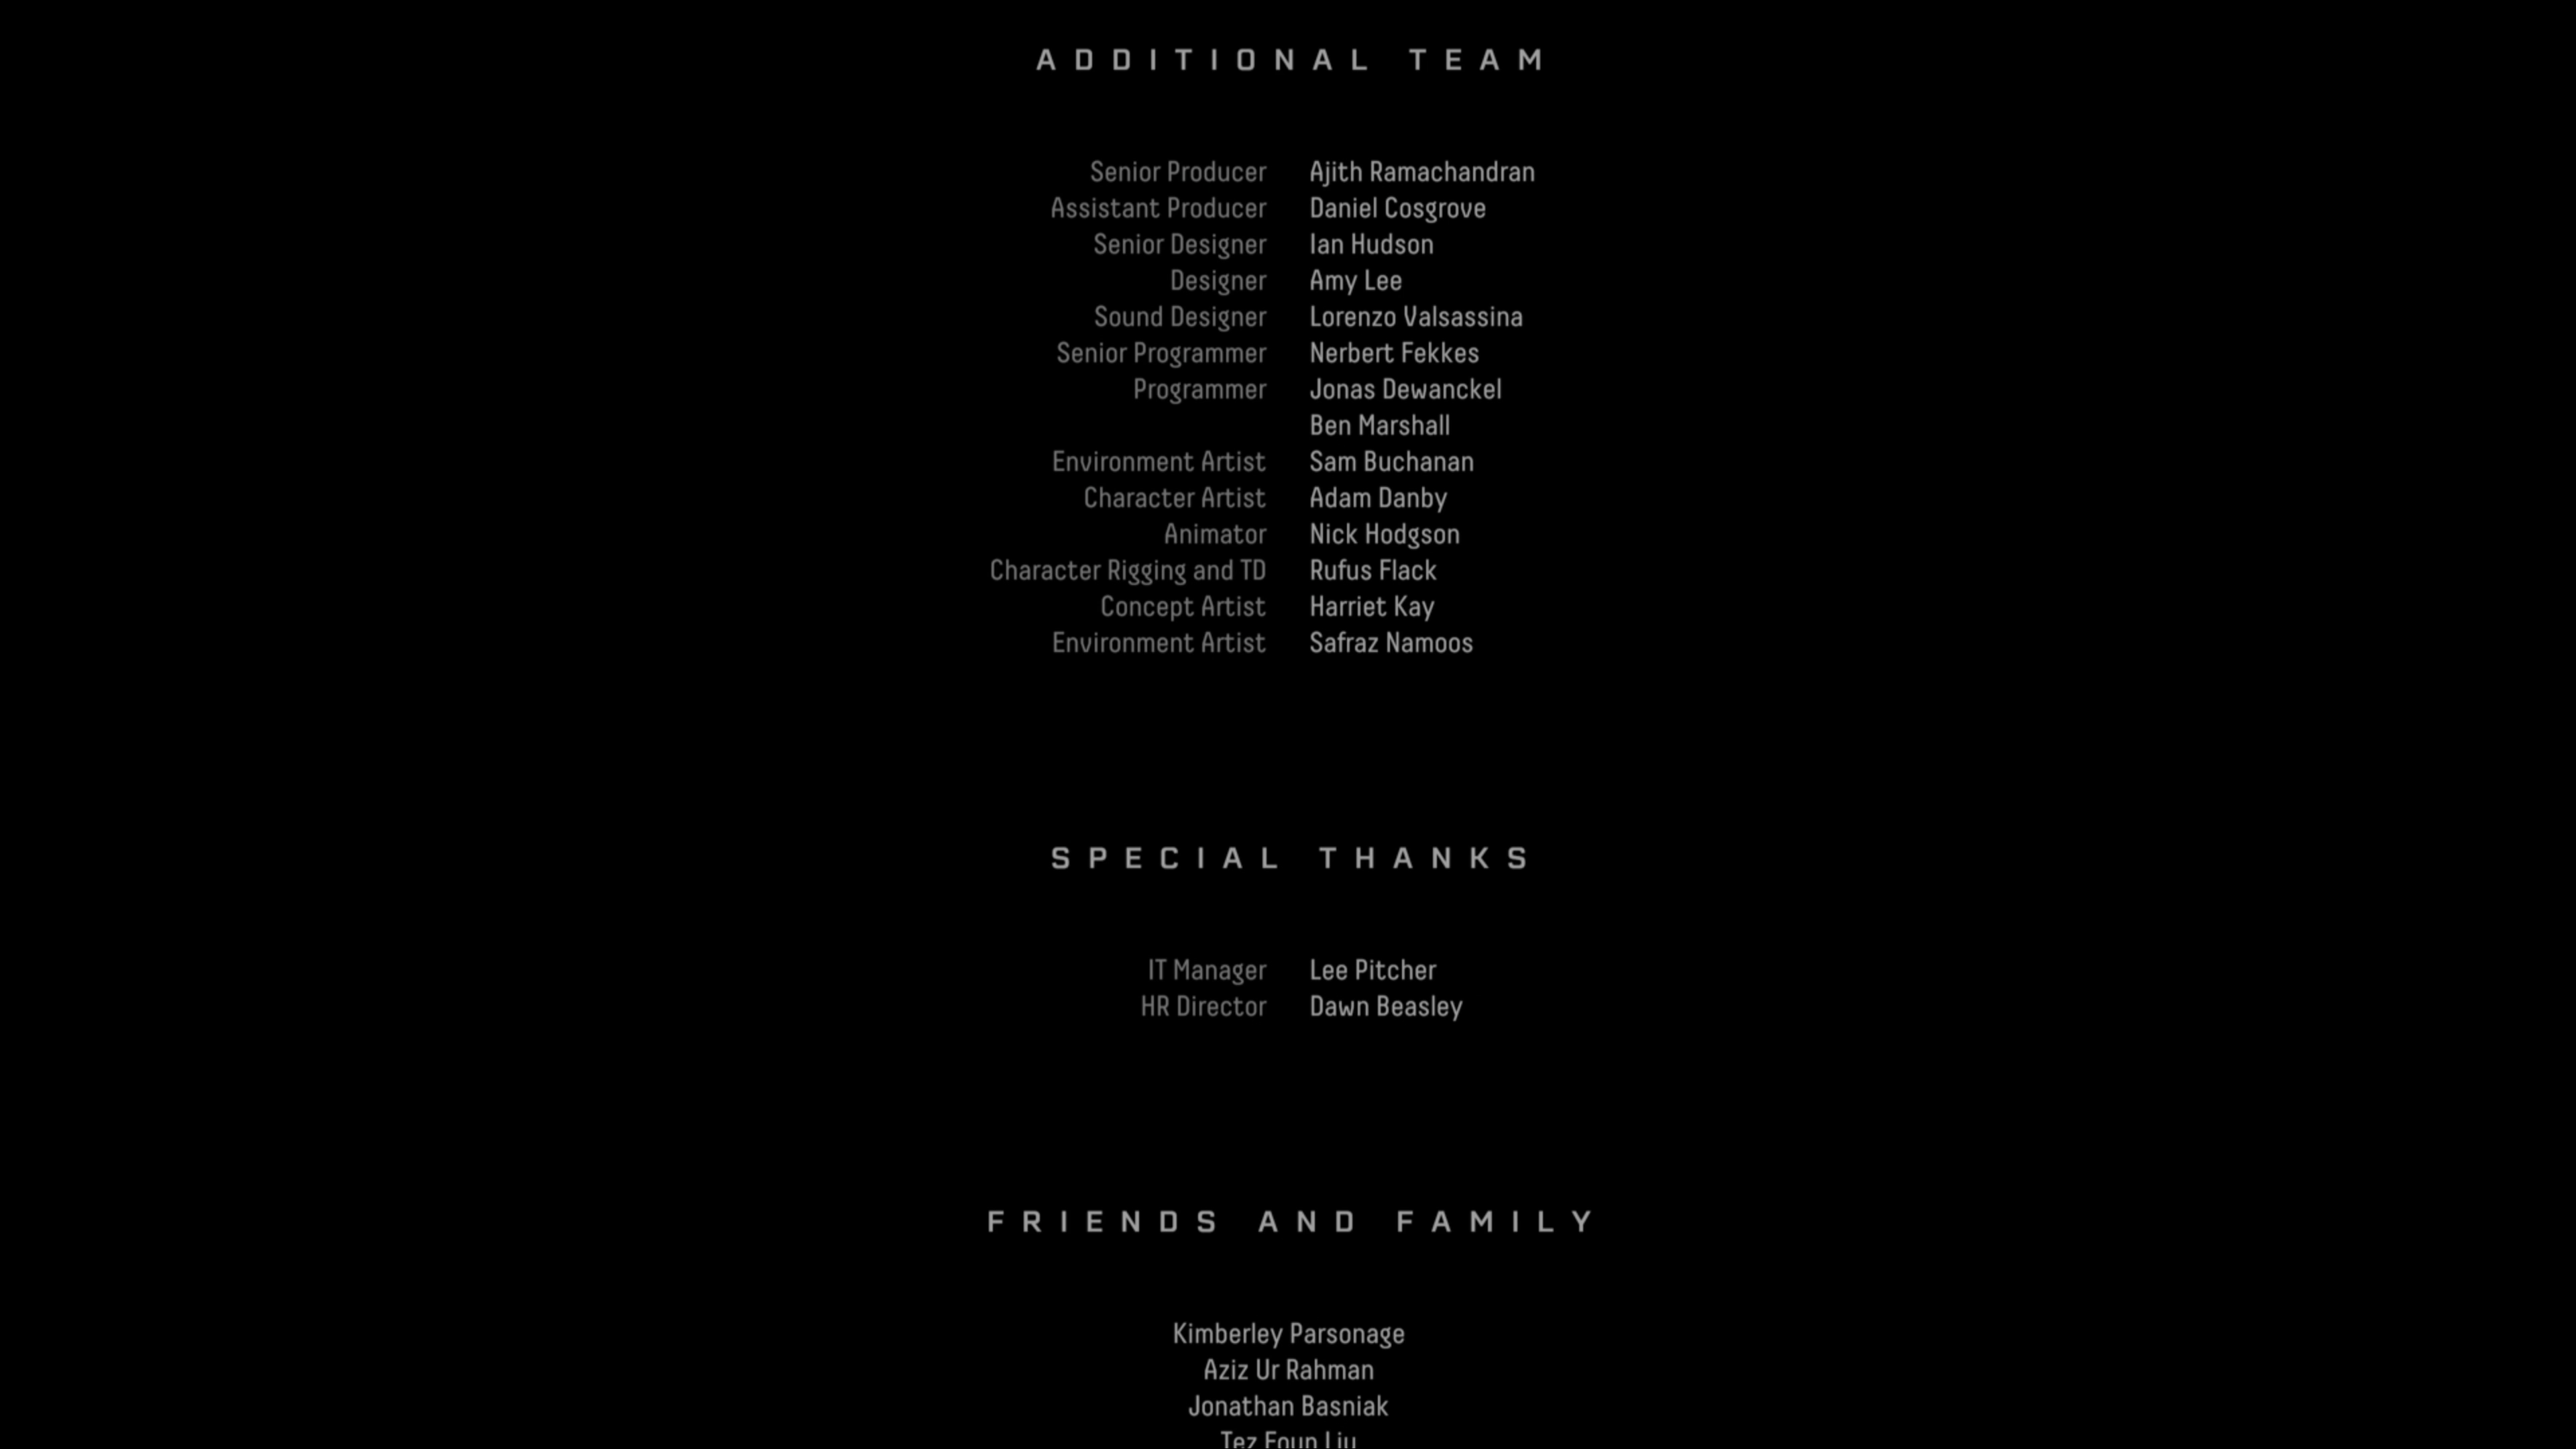 ADDITIONAL TEAM
Senior Producer Ajith Ramachandran
Assistant Producer Daniel Cosgrove
Senior Designer Ian Hudson
Designer Amy Lee
Sound Designer Lorenzo Valsassina
Senior Programmer Nerbert Fekkes
Programmer Jonas Dewanckel
Ben Marshall
Environment Artist Sam Buchanan
Character Artist Adam Danby
Animator Nick Hodgson
Character Rigging and TD Rufus Flack
Concept Artist Harriet Kay
Environment Artist Safraz Namoos
SPECIAL THANKS
IT Manager Lee Pitcher
HR Director Dawn Beasley
FRIENDS AND FAMILY
Kimberley Parsonage
Aziz Ur Rahman
Jonathan Basniak
Tez Foun Liu